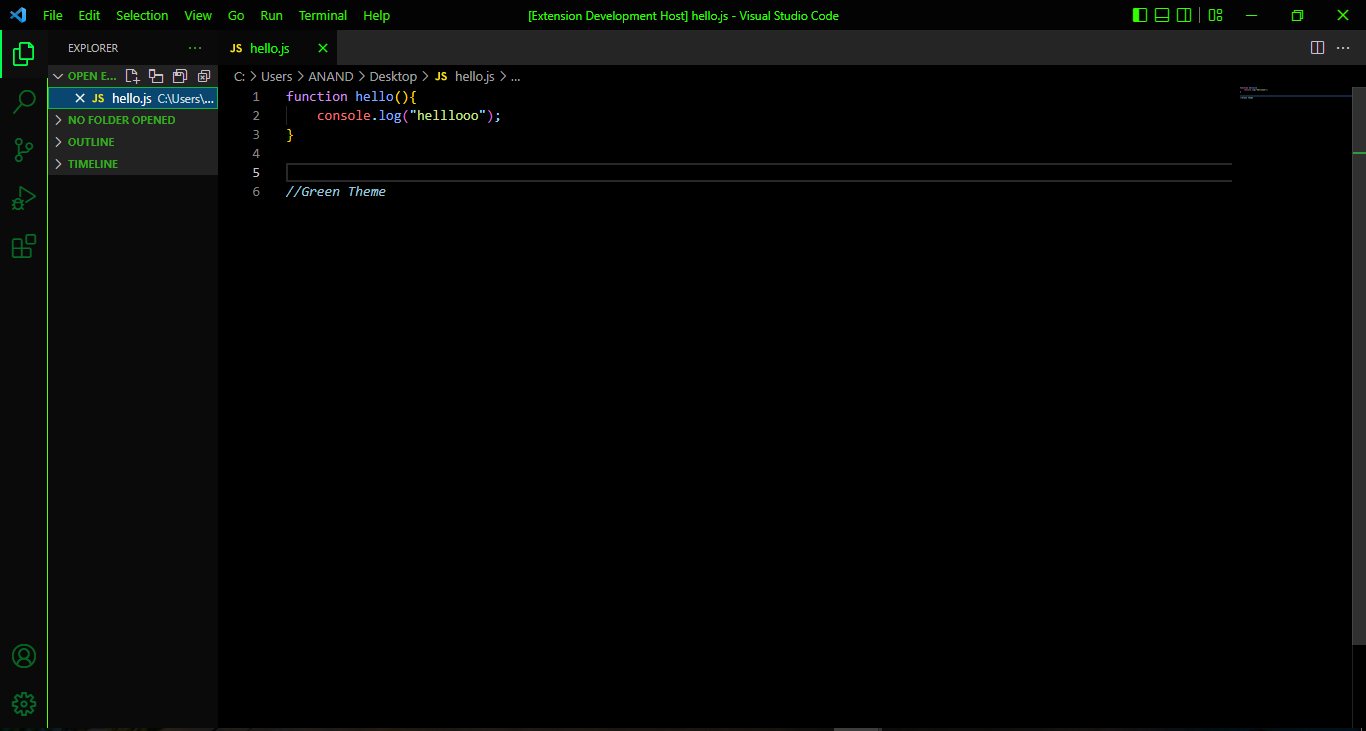 File Edit Selection View Go Run Terminal Help [Extension Development Host] hello.js - Visual Studio Code
EXPLORER
OPEN E...
JS hello.js C:\Users\...
NO FOLDER OPENED
OUTLINE
TIMELINE
JS hello.js
C: > Users > ANAND > Desktop > JS hello.js > ...
1 function hello(){
2 console.log("helllooo");
3 }
4
5
6 //Green Theme